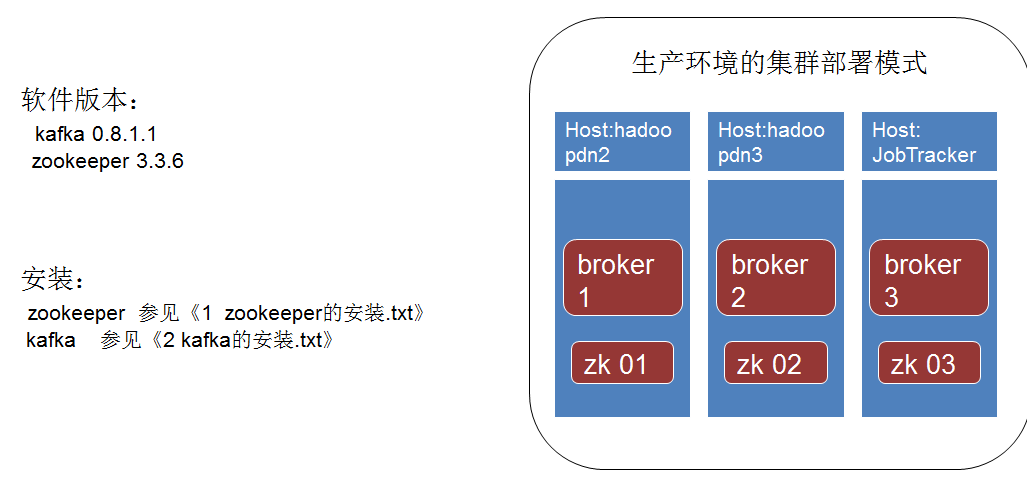 软件版本：
kafka 0.8.1.1
zookeeper 3.3.6
安装：
zookeeper 参见《1 zookeeper的安装.txt》
kafka 参见《2 kafka的安装.txt》
生产环境的集群部署模式
Host:hadoo
pdn2
Host:hadoo
pdn3
Host:
JobTracker
broker
1
broker
2
broker
3
zk 01
zk 02
zk 03